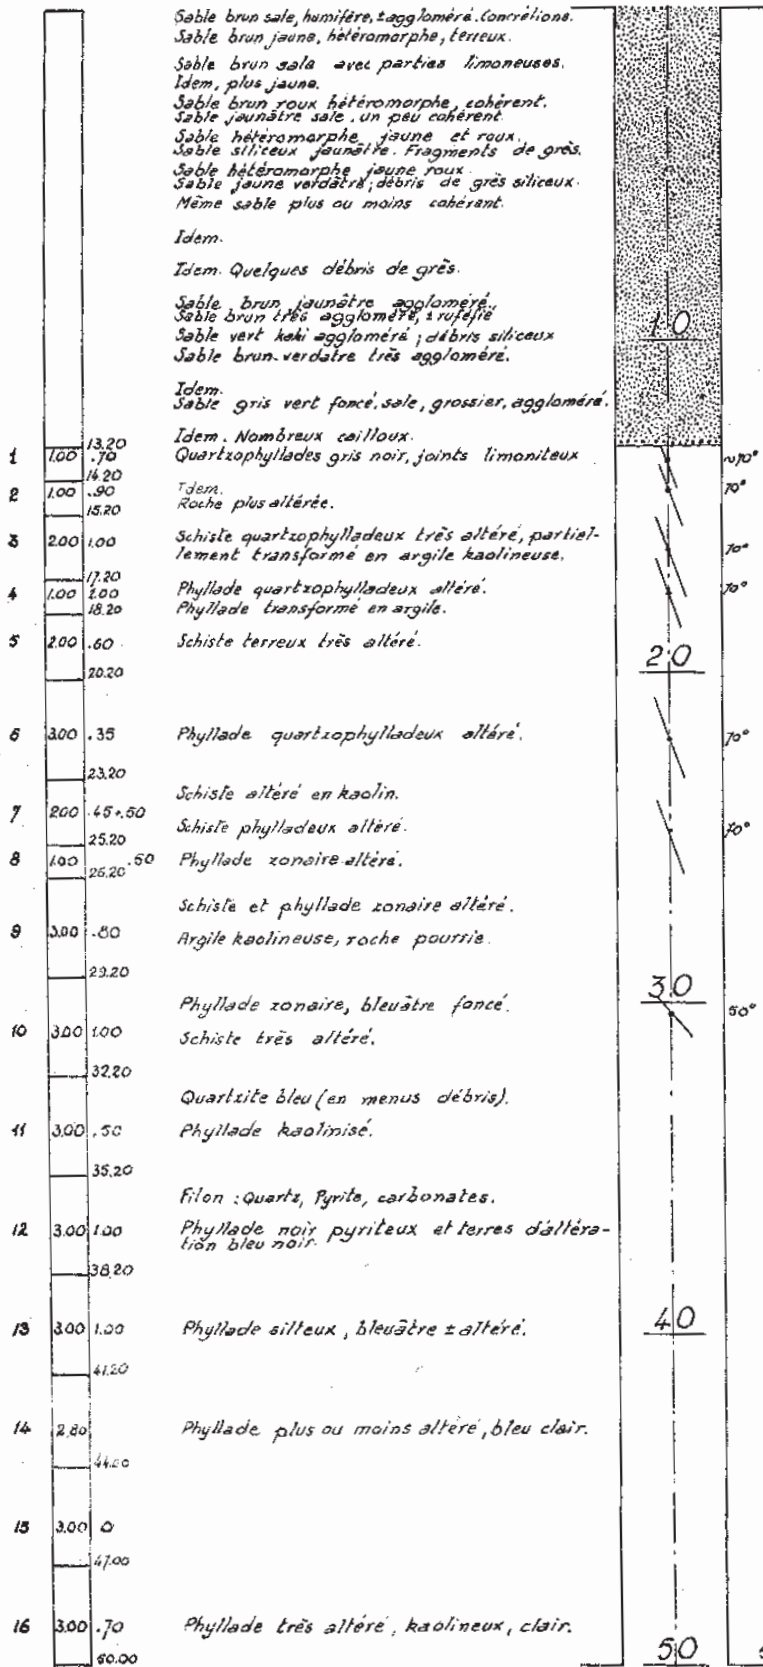 Sable brun sale, humifère, ± aggloméré. Concrétions.
Sable brun jaune, hétéromorphe, terreux.
Sable brun sale avec parties limoneuses.
Idem, plus jaune.
Sable brun roux hétéromorphe, cohérent.
Sable jaunâtre sale, un peu cohérent.
Sable hétéromorphe jaune et roux.
Sable siliceux jaunâtre. Fragments de grès.
Sable hétéromorphe jaune roux.
Sable jaune verdâtre; débris de grès siliceux.
Même sable plus ou moins cohérent.
Idem.
Idem. Quelques débris de grès.
Sable brun jaunâtre aggloméré.
Sable brun très aggloméré, ± ruféfié
10
Sable vert kaki aggloméré; débris siliceux
Sable brun-verdatre très aggloméré.
Idem.
Sable gris vert foncé, sale, grossier, aggloméré.
13.20 Idem. Nombreux cailloux.
1 1.00 .70 Quartzophyllades gris noir, joints limoniteux ~70°
14.20
2 1.00 .90 Idem. 70°
Roche plus altérée.
15.20
3 2.00 1.00 Schiste quartzophylladeux très altéré, partiel-
lement transformé en argile kaolineuse. 70°
17.20
4 1.00 2.00 Phyllade quartzophylladeux altéré. 70°
18.20 Phyllade transformé en argile.
5 2.00 .60 Schiste terreux très altéré.
20
20.20
6 3.00 .35 Phyllade quartzophylladeux altéré. 70°
23.20
Schiste altéré en kaolin.
7 200 .45+.50
Schiste phylladeux altéré. 70°
25.20
8 1.00 .50 Phyllade zonaire altéré.
26.20
Schiste et phyllade zonaire altéré.
9 3.00 .80 Argile kaolineuse, roche pourrie.
29.20
30
Phyllade zonaire, bleuâtre foncé. 50°
10 3.00 1.00 Schiste très altéré.
32.20
Quartzite bleu (en menus débris).
11 3.00 .50 Phyllade kaolinisé.
35.20
Filon : Quartz, Pyrite, carbonates.
12 3.00 1.00 Phyllade noir pyriteux et terres d'altéra-
tion bleu noir.
38.20
13 3.00 1.00 Phyllade silteux, bleuâtre ± altéré.
40
41.20
14 2.80 Phyllade plus ou moins altéré, bleu clair.
44.00
15 3.00 0
47.00
16 3.00 .70 Phyllade très altéré, kaolineux, clair.
50.00
50